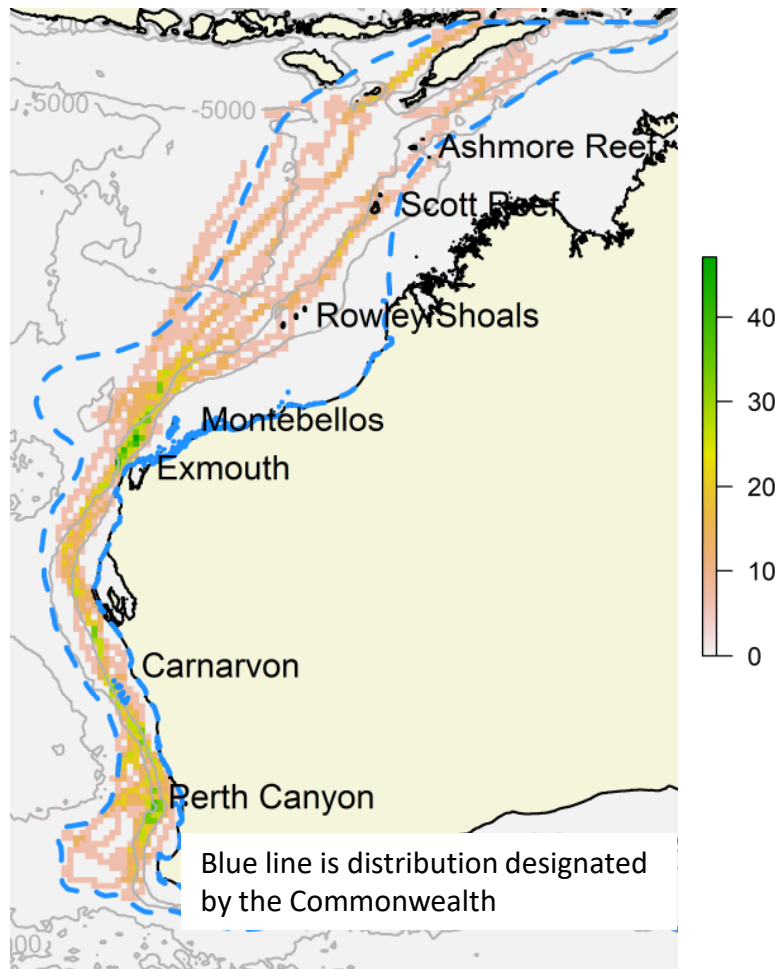 -200
-5000
-5000
Ashmore Reef
Scott Reef
Rowley Shoals
Montebellos
Exmouth
Carnarvon
Perth Canyon
40
30
20
10
0
Blue line is distribution designated
by the Commonwealth